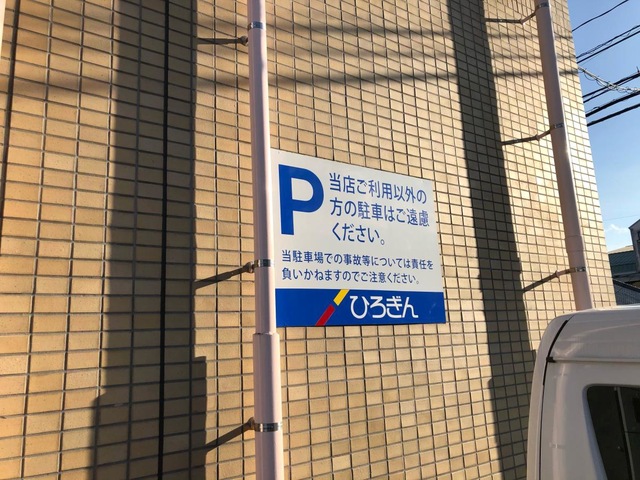 P
当店ご利用以外の
方の駐車はご遠慮
ください。
当駐車場での事故等については責任を
負いかねますのでご注意ください。
ひろぎん